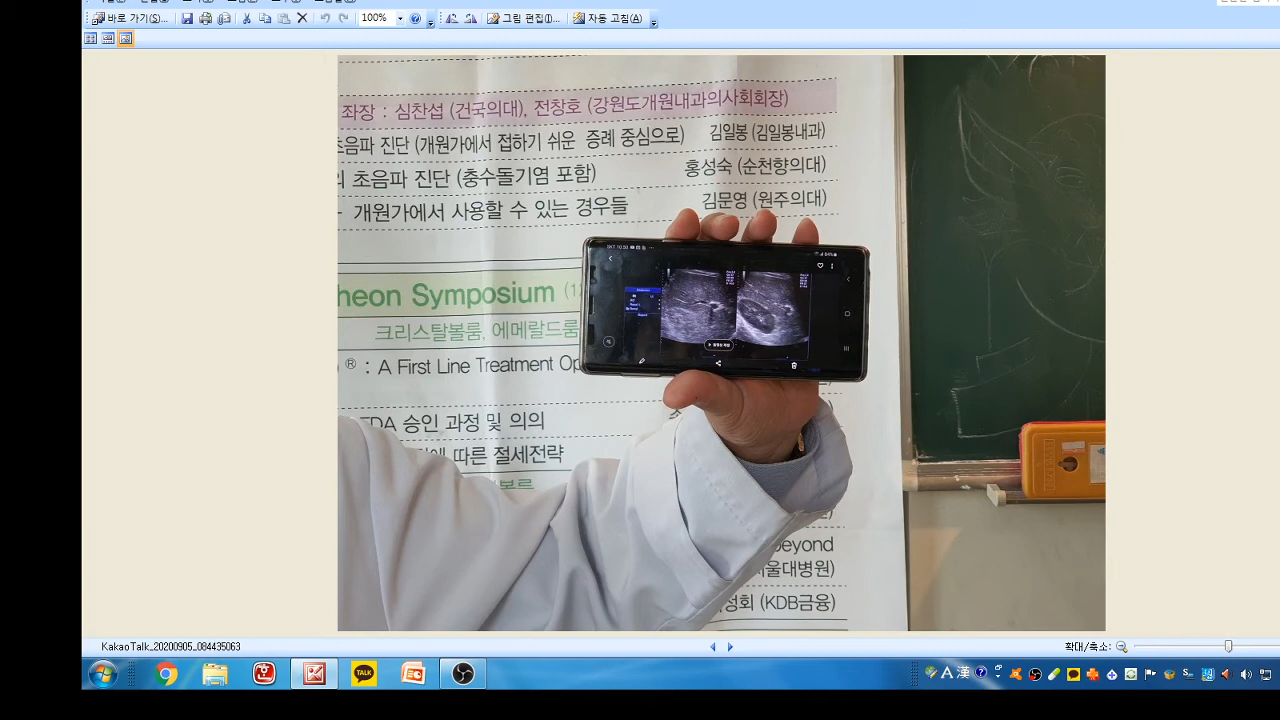 바로 가기(S)...
100%
그림 편집(I)...
자동 고침(A)
좌장 : 심찬섭 (건국의대), 전창호 (강원도개원내과의사회회장)
초음파 진단 (개원가에서 접하기 쉬운 증례 중심으로) 김일봉 (김일봉내과)
의 초음파 진단 (충수돌기염 포함) 홍성숙 (순천향의대)
- 개원가에서 사용할 수 있는 경우들 김문영 (원주의대)
heon Symposium (1
크리스탈볼룸, 에메랄드룸
® : A First Line Treatment Op
FDA 승인 과정 및 의의
에 따른 절세전략
볼룸
Beyond
서울대병원)
성회 (KDB금융)
KakaoTalk_20200905_084435063
확대/축소:
TALK
A 漢